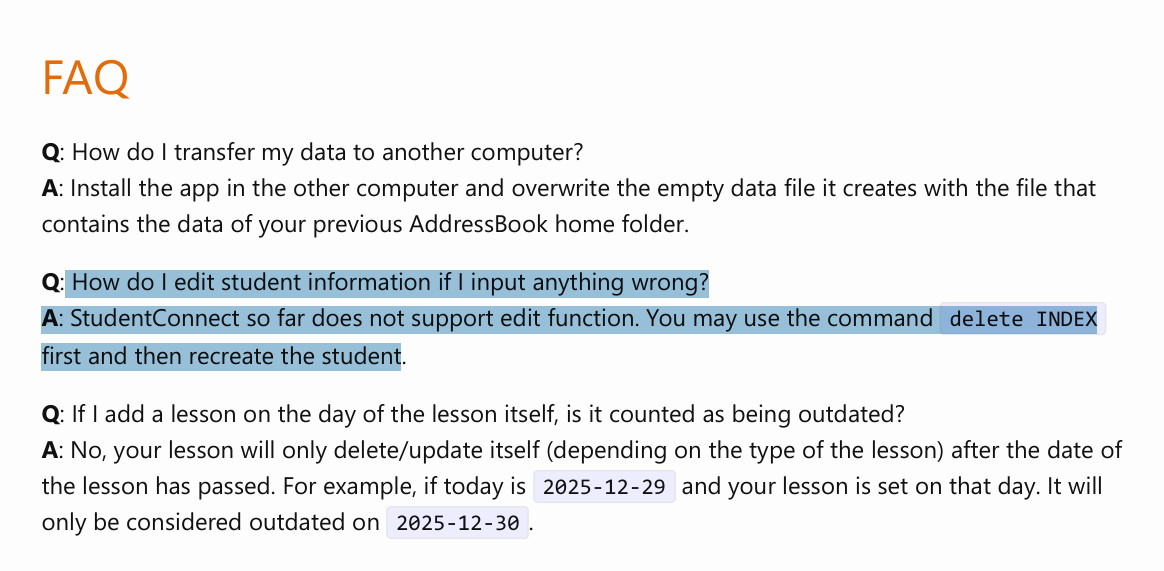 FAQ
Q: How do I transfer my data to another computer?
A: Install the app in the other computer and overwrite the empty data file it creates with the file that
contains the data of your previous AddressBook home folder.
Q: How do I edit student information if I input anything wrong?
A: StudentConnect so far does not support edit function. You may use the command delete INDEX
first and then recreate the student.
Q: If I add a lesson on the day of the lesson itself, is it counted as being outdated?
A: No, your lesson will only delete/update itself (depending on the type of the lesson) after the date of
the lesson has passed. For example, if today is 2025-12-29 and your lesson is set on that day. It will
only be considered outdated on 2025-12-30.